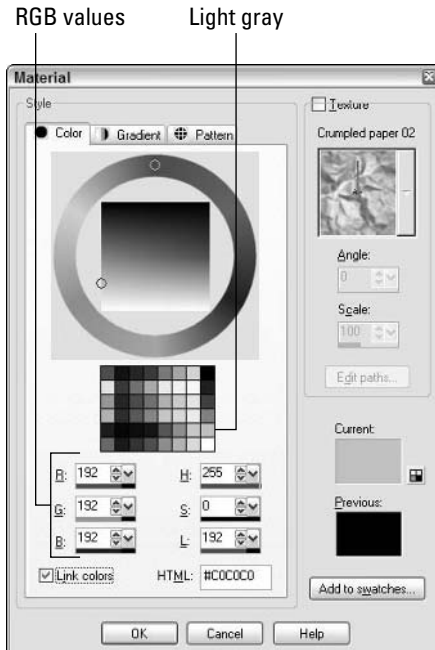 RGB values
Light gray
Material
Style
Color
Gradient
Pattern
Texture
Crumpled paper 02
Angle:
0
Scale:
100
Edit paths...
R: 192
H: 255
G: 192
S: 0
B: 192
L: 192
Link colors
HTML: #C0C0C0
Current:
Previous:
Add to swatches...
OK
Cancel
Help